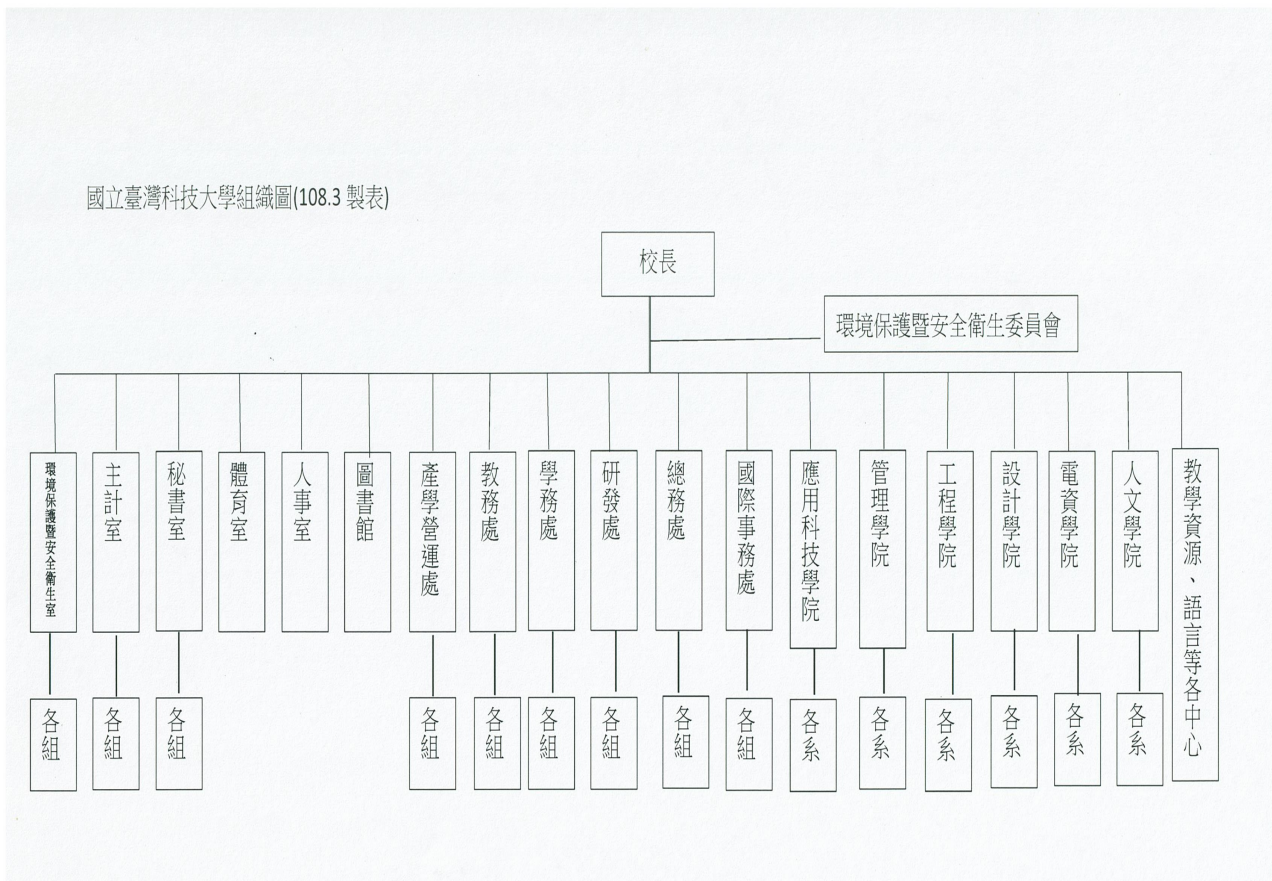 國立臺灣科技大學組織圖(108.3 製表)
校長
環境保護暨安全衛生委員會
環境保護暨安全衛生室
主計室
秘書室
體育室
人事室
圖書館
產學營運處
教務處
學務處
研發處
總務處
國際事務處
應用科技學院
管理學院
工程學院
設計學院
電資學院
人文學院
教學資源、語言等各中心
各組
各組
各組
各組
各組
各組
各組
各組
各組
各系
各系
各系
各系
各系
各系